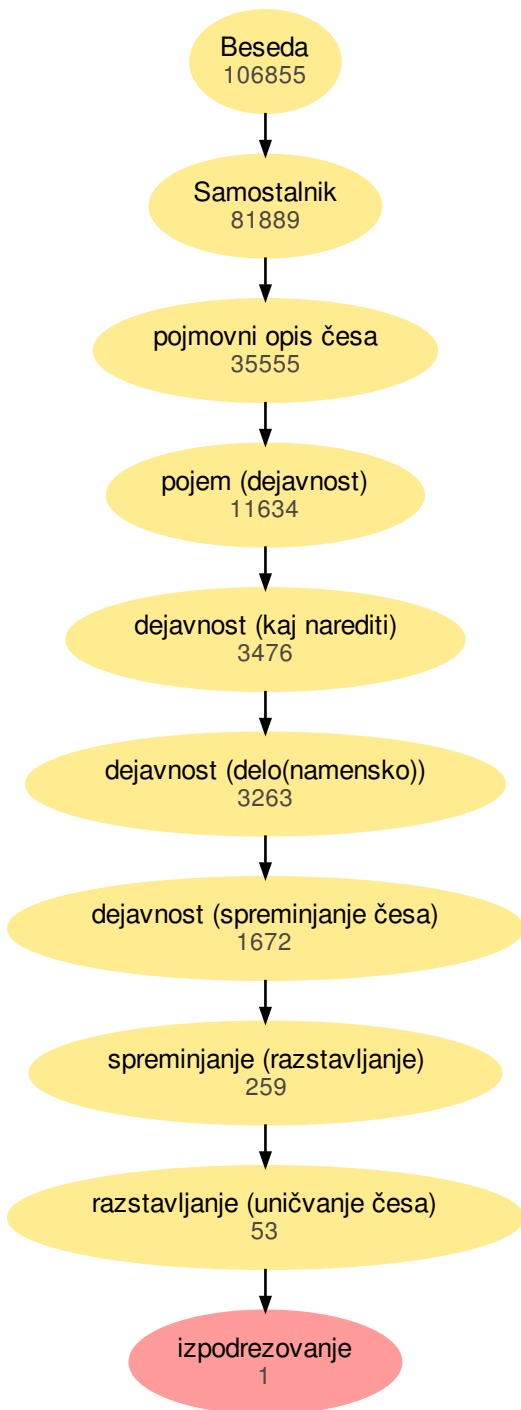 Beseda
106855
Samostalnik
81889
pojmovni opis česa
35555
pojem (dejavnost)
11634
dejavnost (kaj narediti)
3476
dejavnost (delo(namensko))
3263
dejavnost (spreminjanje česa)
1672
spreminjanje (razstavljanje)
259
razstavljanje (uničvanje česa)
53
izpodrezovanje
1